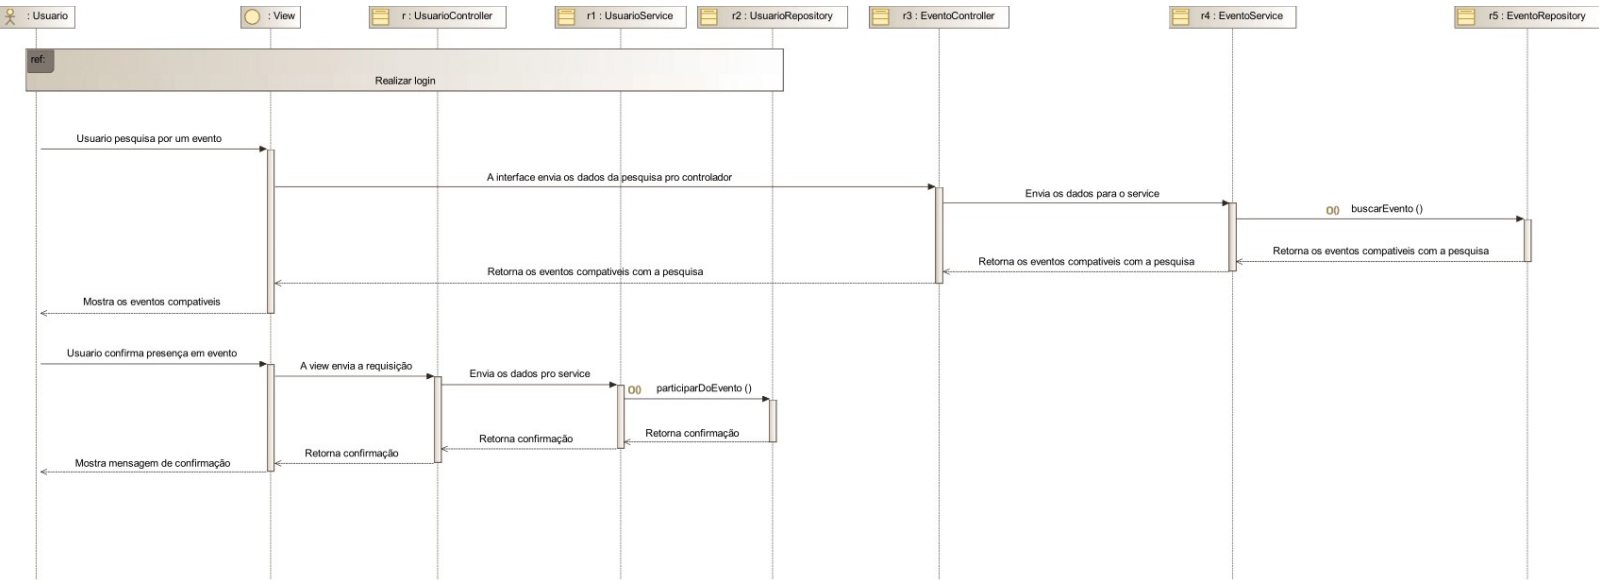 : Usuario
: View
r : UsuarioController
r1 : UsuarioService
r2 : UsuarioRepository
r3 : EventoController
r4 : EventoService
r5 : EventoRepository
ref:
Realizar login
Usuario pesquisa por um evento
A interface envia os dados da pesquisa pro controlador
Envia os dados para o service
buscarEvento ()
Retorna os eventos compativeis com a pesquisa
Retorna os eventos compativeis com a pesquisa
Retorna os eventos compativeis com a pesquisa
Mostra os eventos compativeis
Usuario confirma presença em evento
A view envia a requisição
Envia os dados pro service
participarDoEvento ()
Retorna confirmação
Retorna confirmação
Retorna confirmação
Mostra mensagem de confirmação